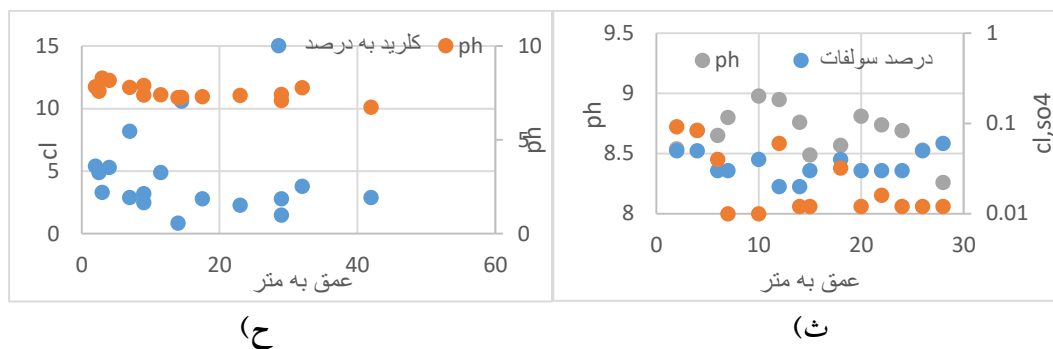 15
10
5
0
cl
10
5
0
ph
کلرید به درصد
ph
0 20 40 60
عمق به متر
ح)
9.5
9
8.5
8
ph
1
0.1
0.01
cl,so4
ph
درصد سولفات
0 10 20 30
عمق به متر
ث)